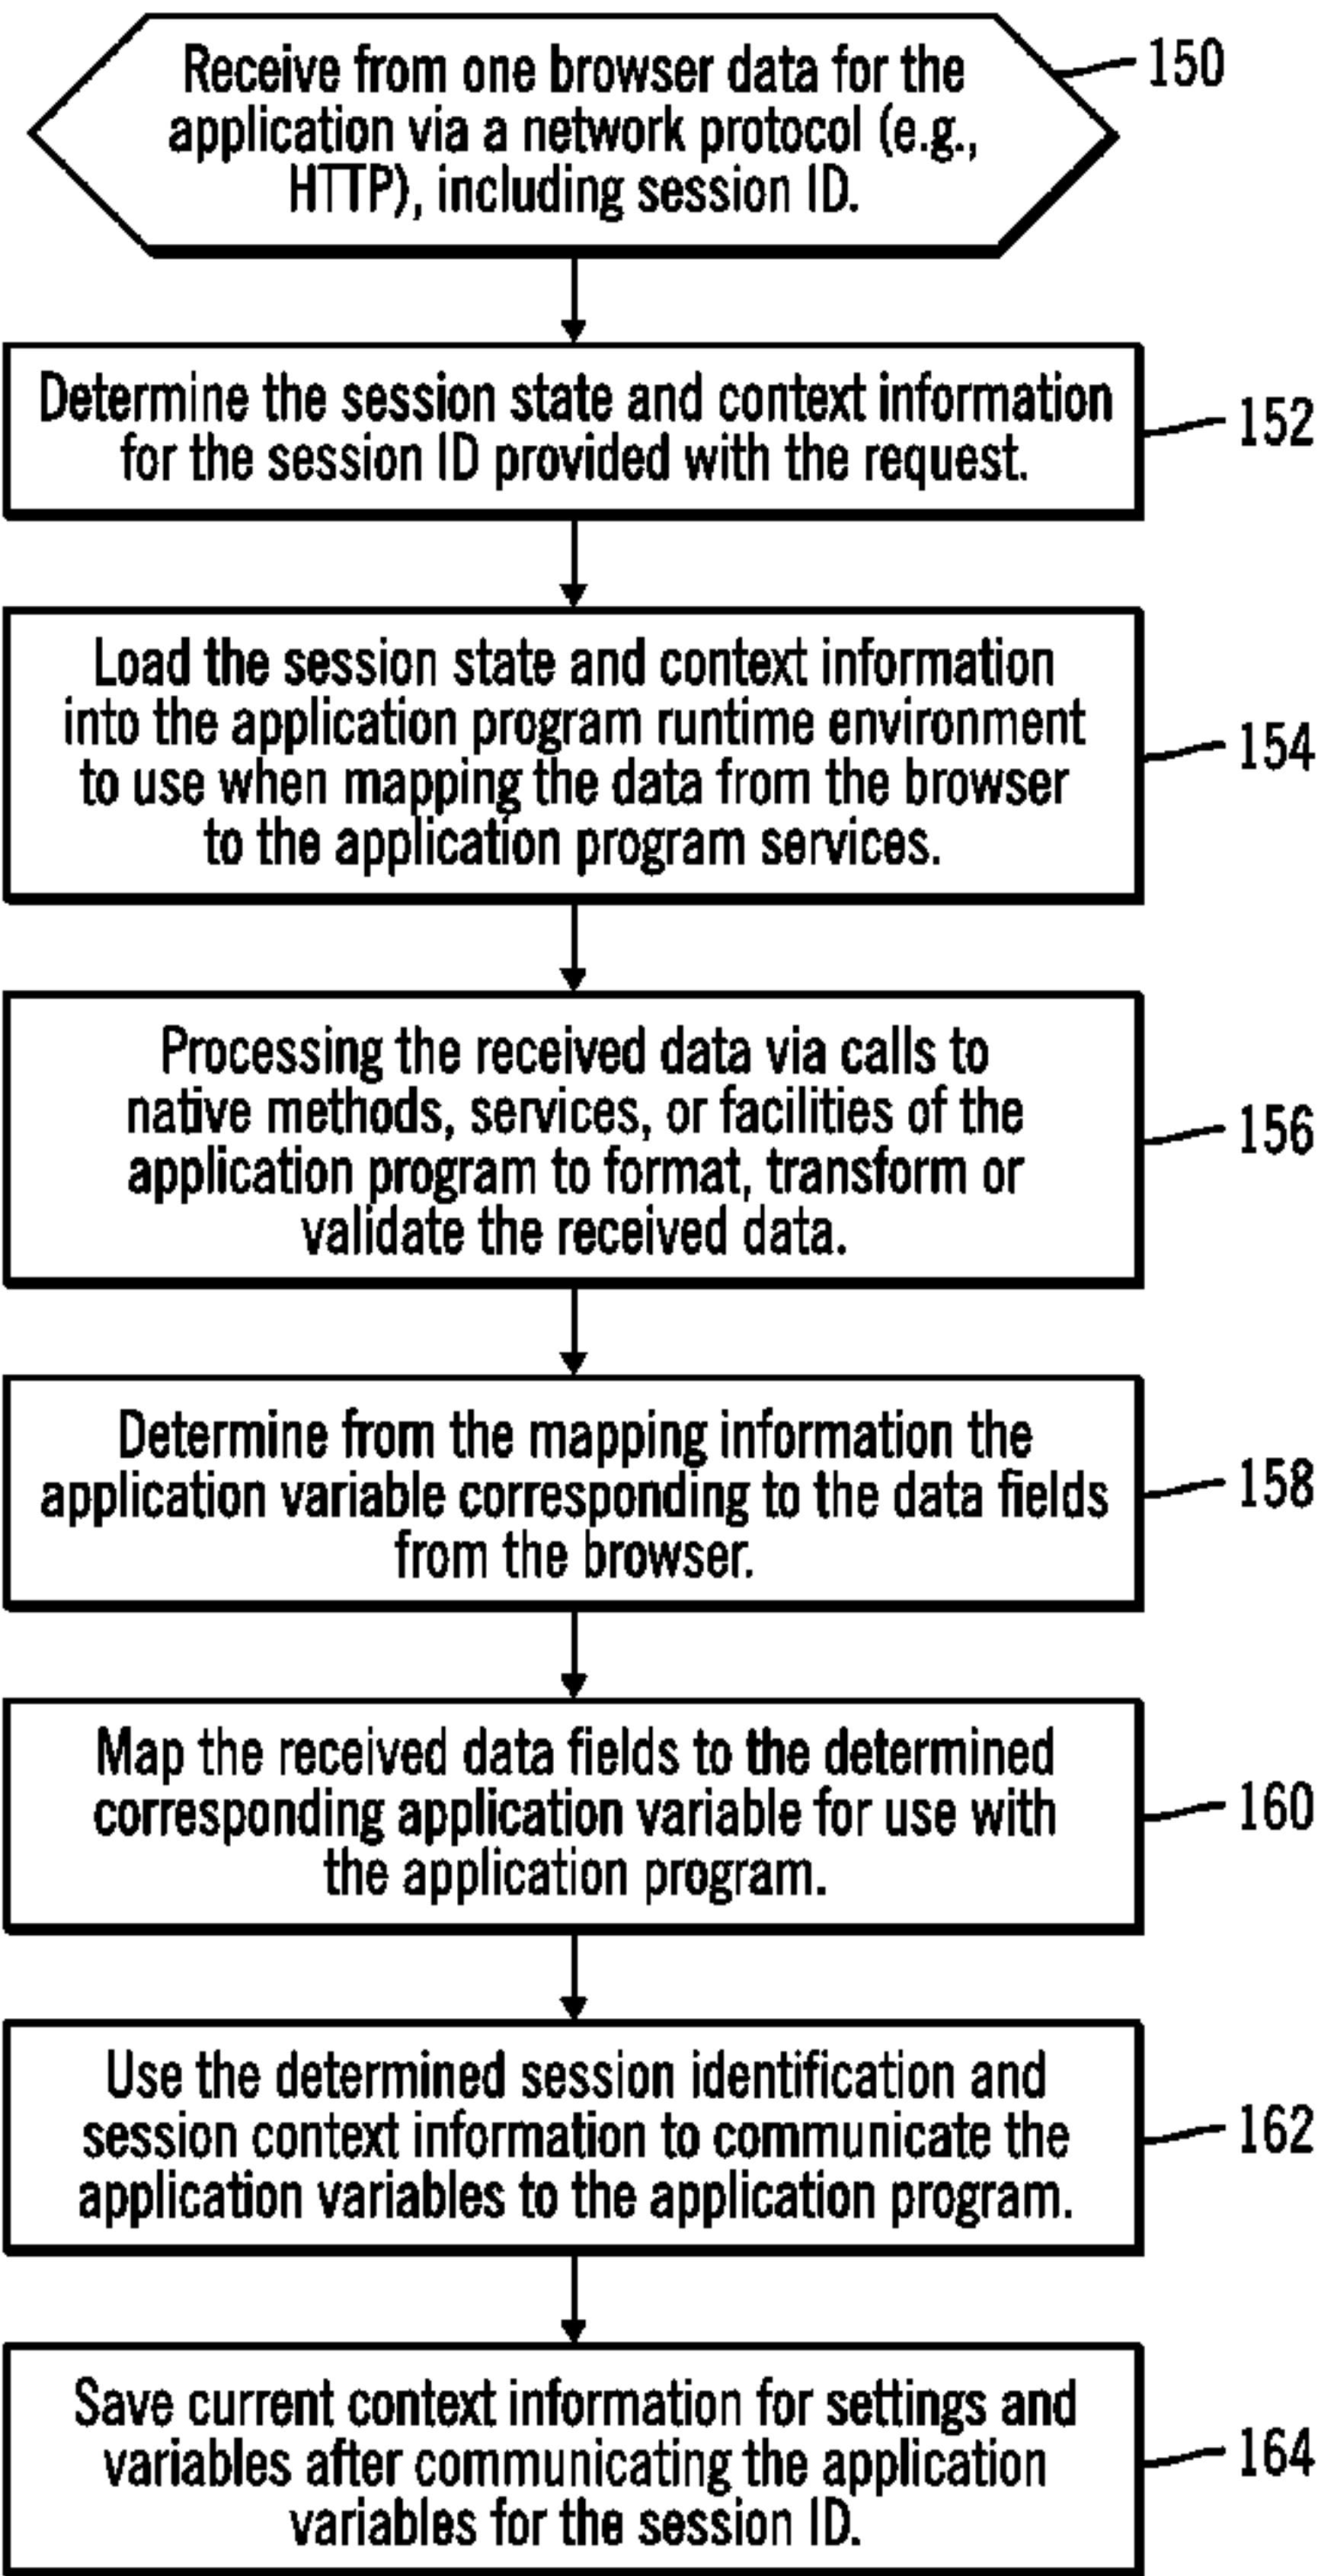 Receive from one browser data for the
150
application via a network protocol (e.g.,
HTTP), including session ID.
Determine the session state and context information
for the session ID provided with the request.
152
Load the session state and context information
into the application program runtime environment
to use when mapping the data from the browser
to the application program services.
154
Processing the received data via calls to
native methods, services, or facilities of the
application program to format, transform or
validate the received data.
156
Determine from the mapping information the
application variable corresponding to the data fields
from the browser.
158
Map the received data fields to the determined
corresponding application variable for use with
the application program.
160
Use the determined session identification and
session context information to communicate the
application variables to the application program.
162
Save current context information for settings and
variables after communicating the application
variables for the session ID.
164